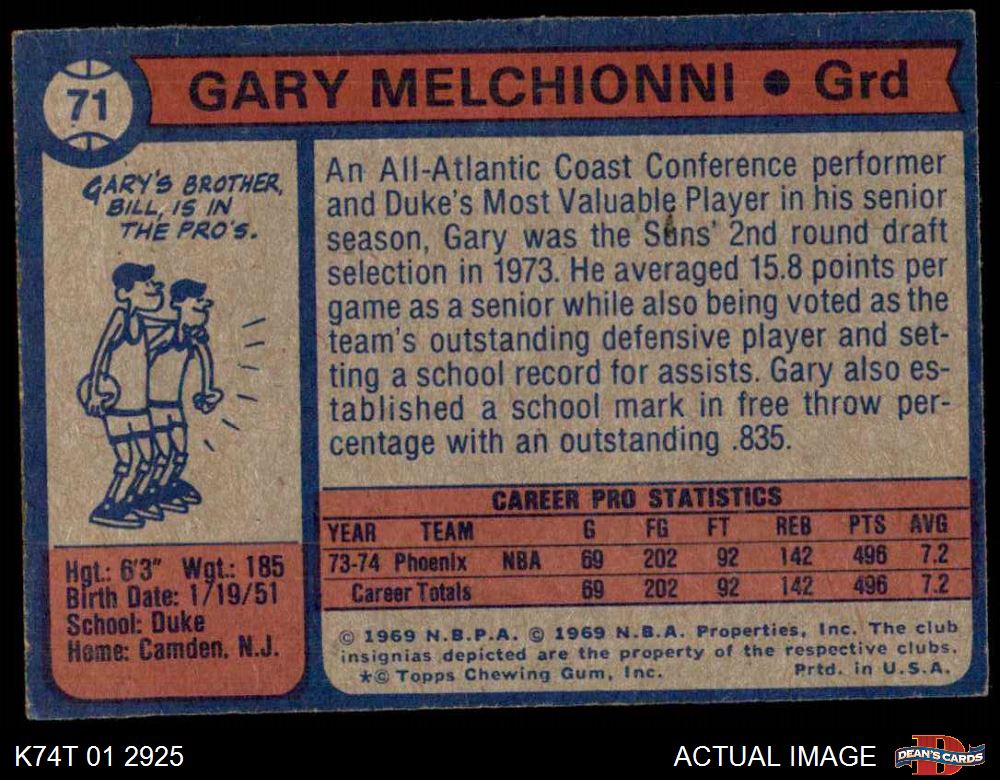 71
GARY MELCHIONNI • Grd
GARY'S BROTHER,
BILL, IS IN
THE PRO'S.
An All-Atlantic Coast Conference performer
and Duke's Most Valuable Player in his senior
season, Gary was the Suns' 2nd round draft
selection in 1973. He averaged 15.8 points per
game as a senior while also being voted as the
team's outstanding defensive player and set-
ting a school record for assists. Gary also es-
tablished a school mark in free throw per-
centage with an outstanding .835.
CAREER PRO STATISTICS
YEAR TEAM G FG FT REB PTS AVG
73-74 Phoenix NBA 69 202 92 142 496 7.2
Career Totals 69 202 92 142 496 7.2
Hgt.: 6'3" Wgt.: 185
Birth Date: 1/19/51
School: Duke
Home: Camden, N.J.
© 1969 N.B.P.A. © 1969 N.B.A. Properties, Inc. The club
insignias depicted are the property of the respective clubs.
*© Topps Chewing Gum, Inc. Prtd. in U.S.A.
K74T 01 2925
ACTUAL IMAGE
D
DEAN'S CARDS